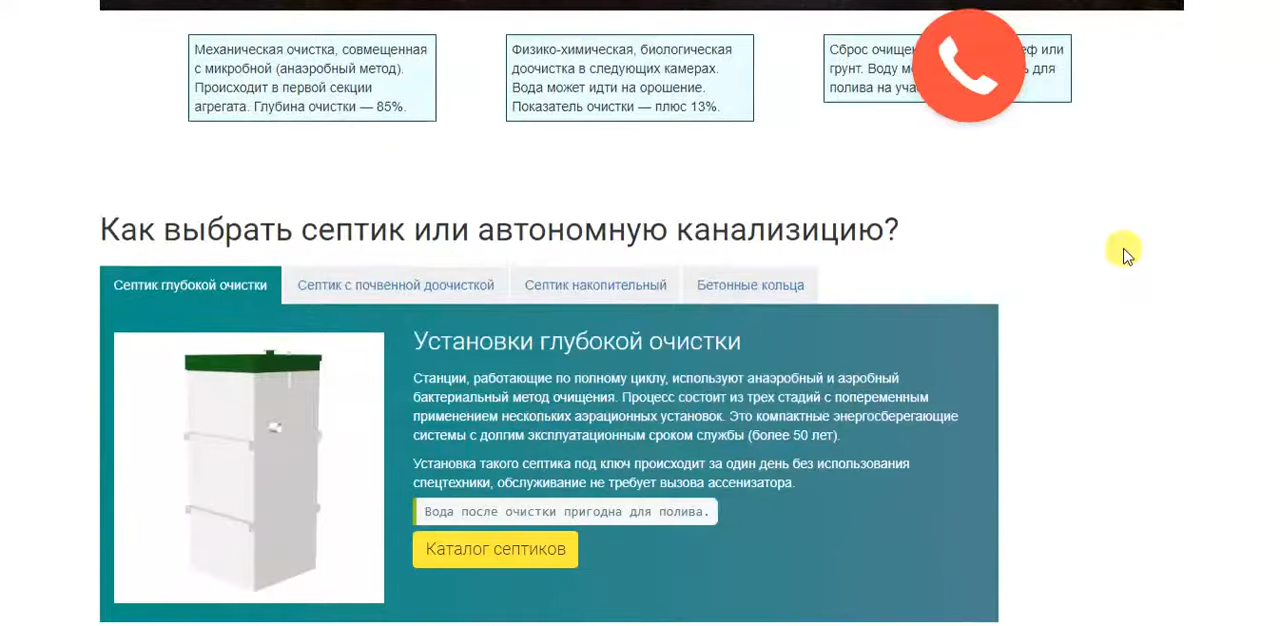 Механическая очистка, совмещенная
с микробной (анаэробный метод).
Происходит в первой секции
агрегата. Глубина очистки — 85%.
Физико-химическая, биологическая
доочистка в следующих камерах.
Вода может идти на орошение.
Показатель очистки — плюс 13%.
Сброс или
грунт. Воду для
полива на
Как выбрать септик или автономную канализицию?
Септик глубокой очистки
Септик с почвенной доочисткой
Септик накопительный
Бетонные кольца
Установки глубокой очистки
Станции, работающие по полному циклу, используют анаэробный и аэробный
бактериальный метод очищения. Процесс состоит из трех стадий с попеременным
применением нескольких аэрационных установок. Это компактные энергосберегающие
системы с долгим эксплуатационным сроком службы (более 50 лет).
Установка такого септика под ключ происходит за один день без использования
спецтехники, обслуживание не требует вызова ассенизатора.
Вода после очистки пригодна для полива.
Каталог септиков